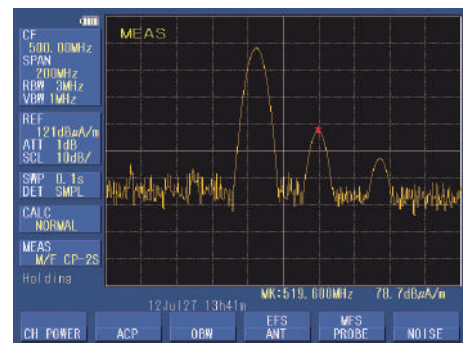 CF
500.00MHz
SPAN
200MHz
RBW 3MHz
VBW 1MHz
REF
121dBμA/m
ATT 1dB
SCL 10dB/
SWP 0.1s
DET SMPL
CALC
NORMAL
MEAS
M/F CP-2S
Holding
MEAS
MK:519.600MHz 78.7dBμA/m
12Jul27 13h41m
CH POWER
ACP
OBW
EFS
ANT
MFS
PROBE
NOISE